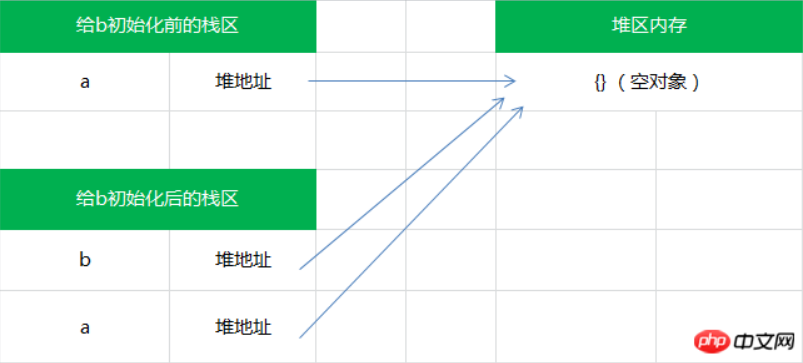 给b初始化前的栈区 堆区内存
a 堆地址 {}（空对象）
给b初始化后的栈区
b 堆地址
a 堆地址
php 中文网